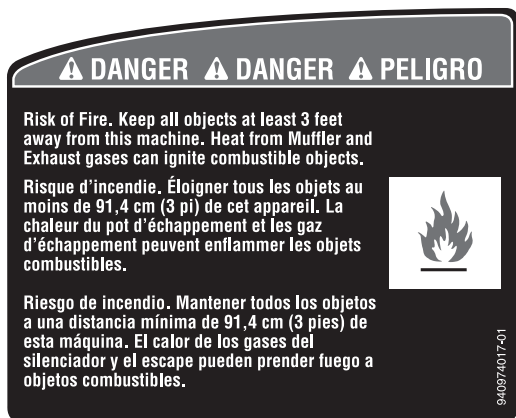 ⚠ DANGER ⚠ DANGER ⚠ PELIGRO
Risk of Fire. Keep all objects at least 3 feet
away from this machine. Heat from Muffler and
Exhaust gases can ignite combustible objects.
Risque d’incendie. Éloigner tous les objets au
moins de 91,4 cm (3 pi) de cet appareil. La
chaleur du pot d’échappement et les gaz
d’échappement peuvent enflammer les objets
combustibles.
Riesgo de incendio. Mantener todos los objetos
a una distancia mínima de 91,4 cm (3 pies) de
esta máquina. El calor de los gases del
silenciador y el escape pueden prender fuego a
objetos combustibles.
940974017-01